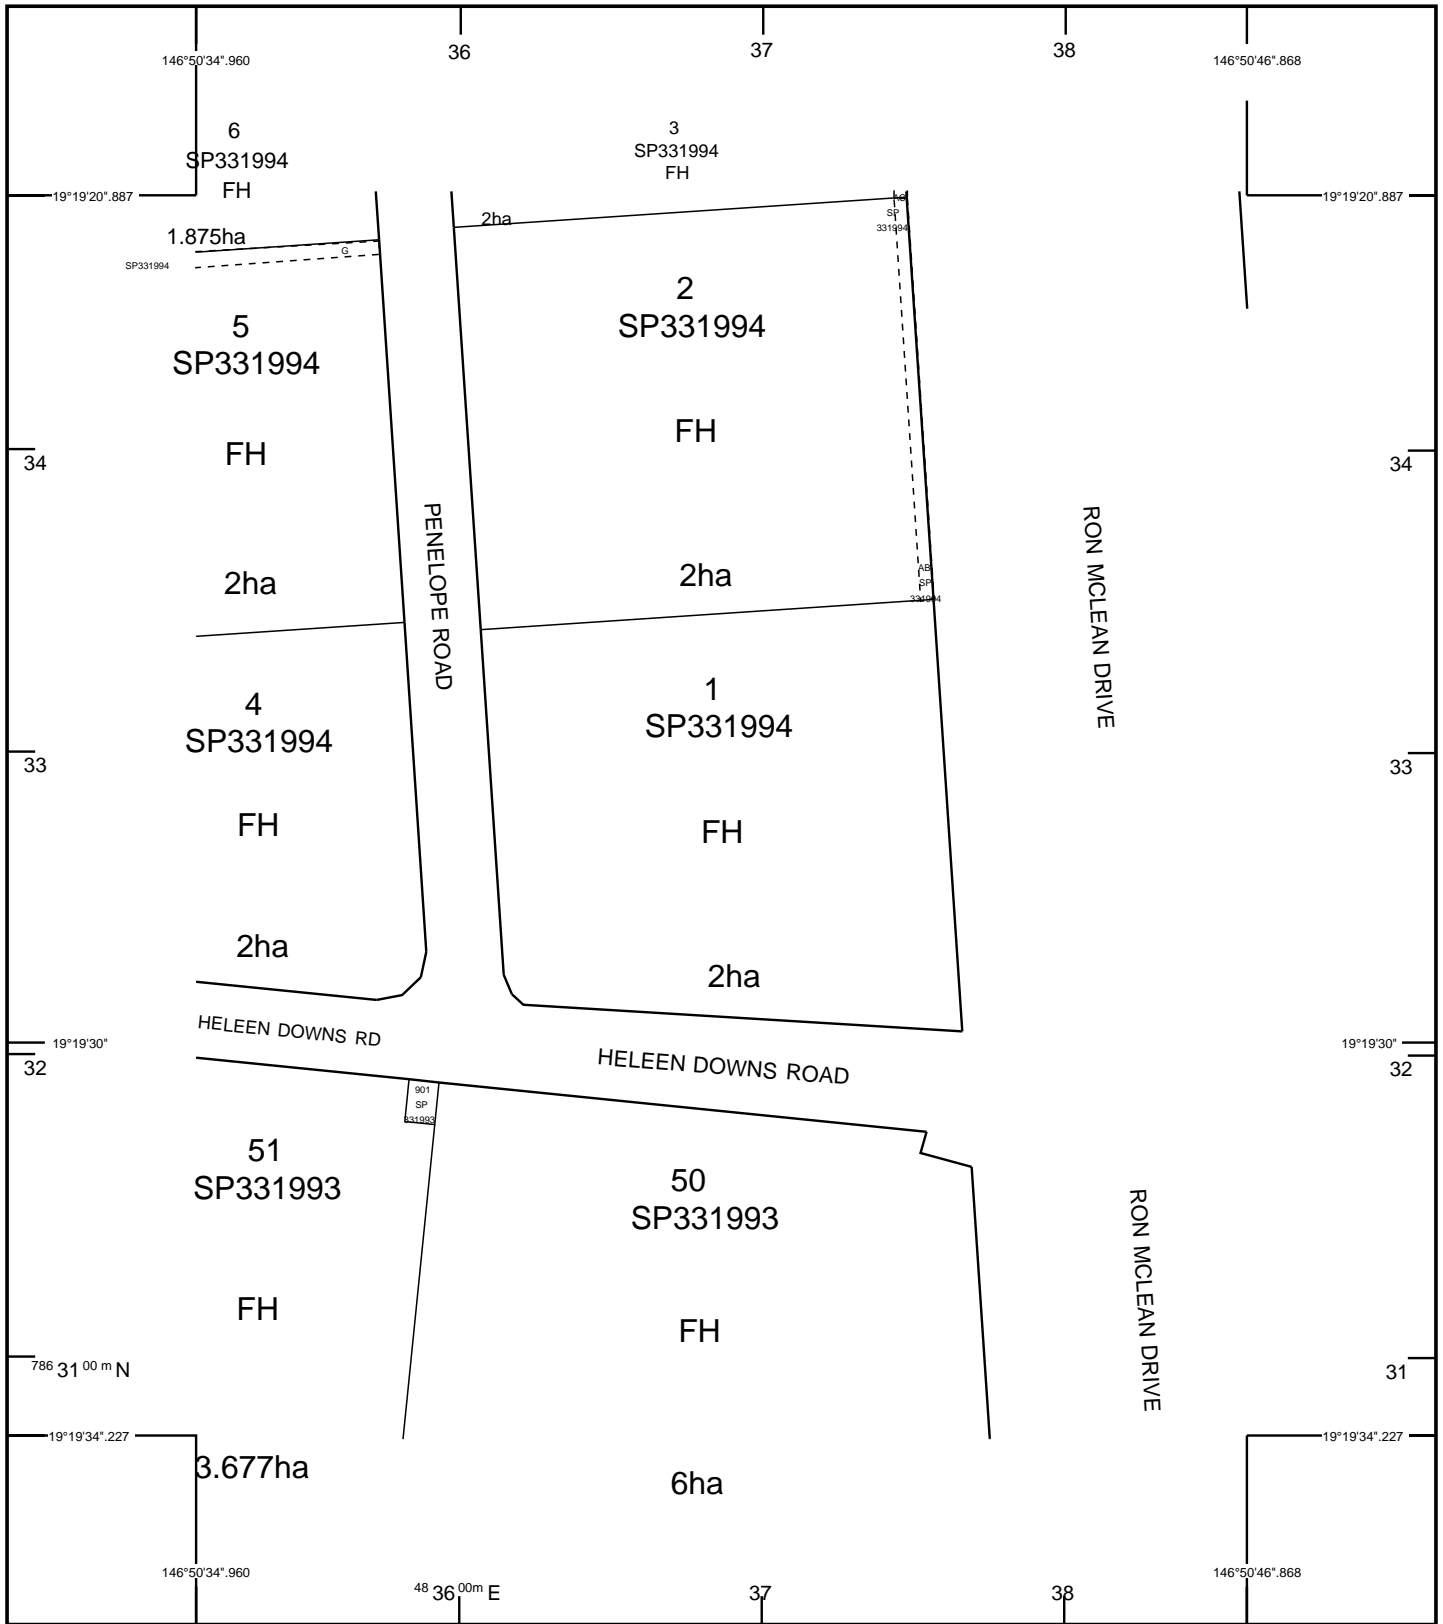 36
37
38
146°50'34".960
146°50'46".868
6
SP331994
FH
3
SP331994
FH
19°19'20".887
19°19'20".887
1.875ha
2ha
AC
SP
331994
SP331994
G
5
SP331994
FH
2ha
2
SP331994
FH
2ha
34
34
PENELOPE ROAD
RON MCLEAN DRIVE
AB
SP
331994
4
SP331994
FH
2ha
1
SP331994
FH
2ha
33
33
HELEEN DOWNS RD
HELEEN DOWNS ROAD
19°19'30"
19°19'30"
32
32
901
SP
331993
51
SP331993
FH
3.677ha
50
SP331993
FH
6ha
RON MCLEAN DRIVE
786 31 00 m N
31
19°19'34".227
19°19'34".227
146°50'34".960
146°50'46".868
48 36 00m E
37
38